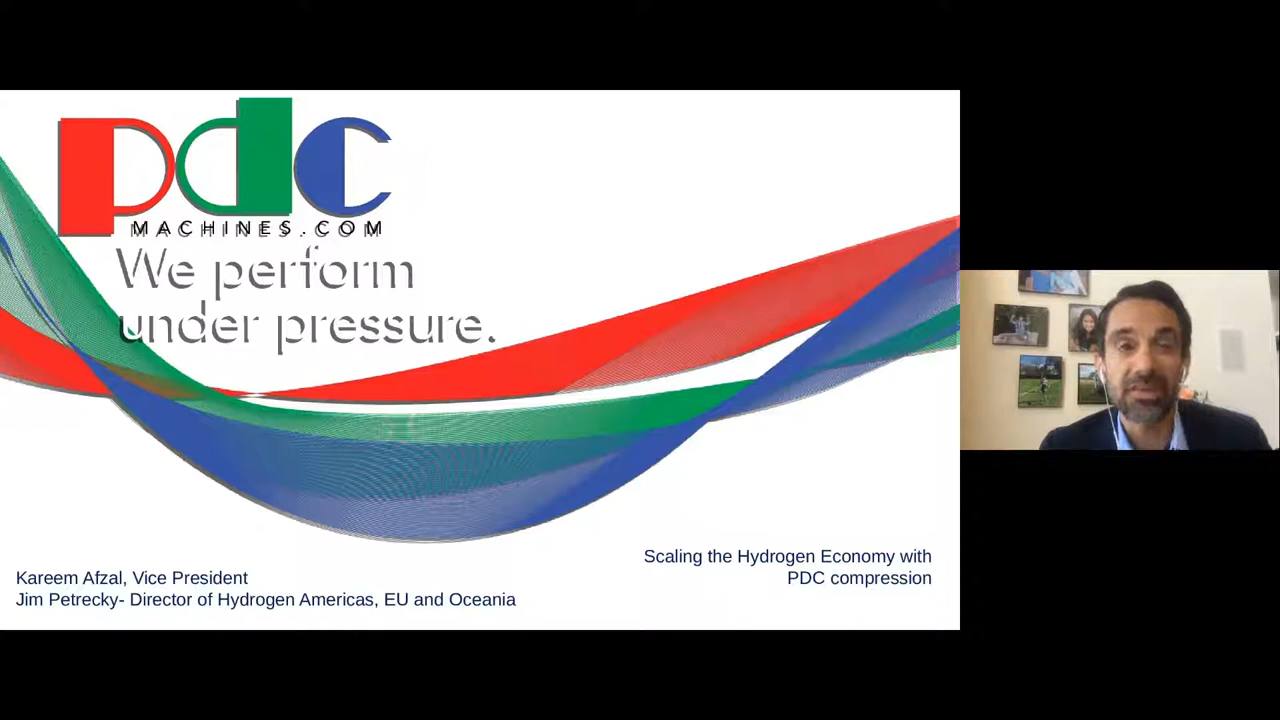 pdc
MACHINES.COM
We perform
under pressure.
Scaling the Hydrogen Economy with
PDC compression
Kareem Afzal, Vice President
Jim Petrecky- Director of Hydrogen Americas, EU and Oceania